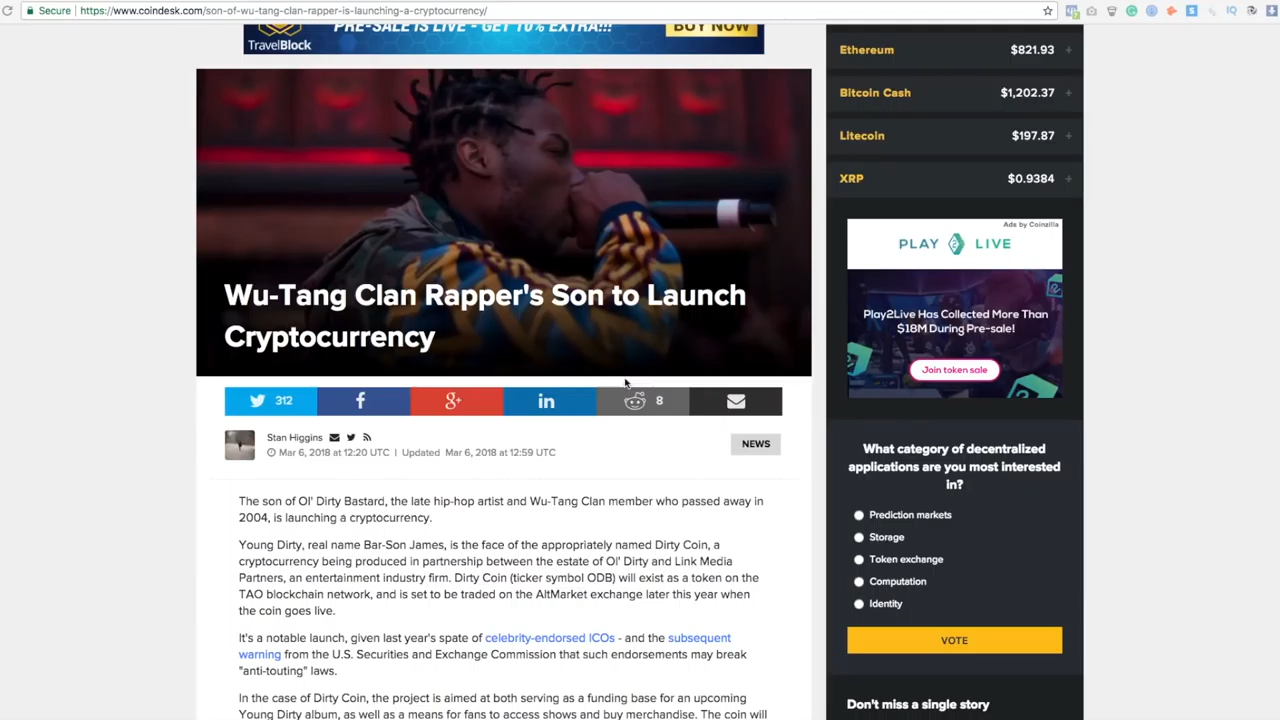 Secure
https://www.coindesk.com/son-of-wu-tang-clan-rapper-is-launching-a-cryptocurrency/
PRE-SALE IS LIVE - GET 10% EXTRA!!!
BUY NOW
TravelBlock
Wu-Tang Clan Rapper's Son to Launch
Cryptocurrency
312
8
Stan Higgins
Mar 6, 2018 at 12:20 UTC | Updated Mar 6, 2018 at 12:59 UTC
NEWS
The son of Ol' Dirty Bastard, the late hip-hop artist and Wu-Tang Clan member who passed away in
2004, is launching a cryptocurrency.
Young Dirty, real name Bar-Son James, is the face of the appropriately named Dirty Coin, a
cryptocurrency being produced in partnership between the estate of Ol' Dirty and Link Media
Partners, an entertainment industry firm. Dirty Coin (ticker symbol ODB) will exist as a token on the
TAO blockchain network, and is set to be traded on the AltMarket exchange later this year when
the coin goes live.
It's a notable launch, given last year's spate of celebrity-endorsed ICOs - and the subsequent
warning from the U.S. Securities and Exchange Commission that such endorsements may break
"anti-touting" laws.
In the case of Dirty Coin, the project is aimed at both serving as a funding base for an upcoming
Young Dirty album, as well as a means for fans to access shows and buy merchandise. The coin will
Ethereum $821.93 +
Bitcoin Cash $1,202.37 +
Litecoin $197.87 +
XRP $0.9384 +
Ads by Coinzilla
PLAY 2 LIVE
Play2Live Has Collected More Than
$18M During Pre-sale!
Join token sale
What category of decentralized
applications are you most interested
in?
Prediction markets
Storage
Token exchange
Computation
Identity
VOTE
Don't miss a single story